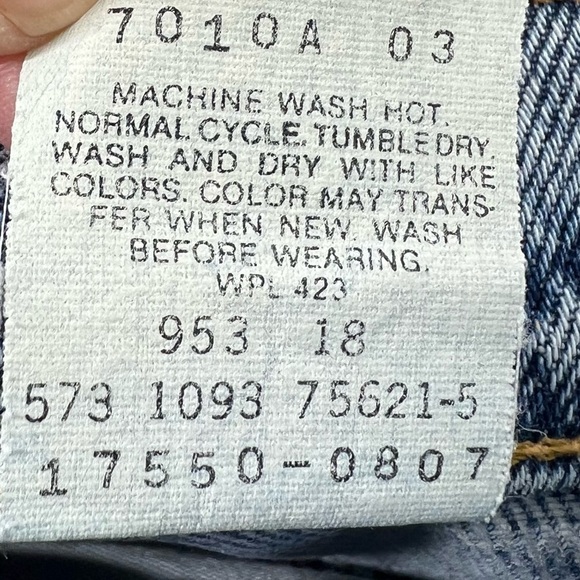 7010A 03
MACHINE WASH HOT.
NORMAL CYCLE. TUMBLE DRY.
WASH AND DRY WITH LIKE
COLORS. COLOR MAY TRANS-
FER WHEN NEW. WASH
BEFORE WEARING.
WPL 423
953 18
573 1093 75621-5
17550-0807